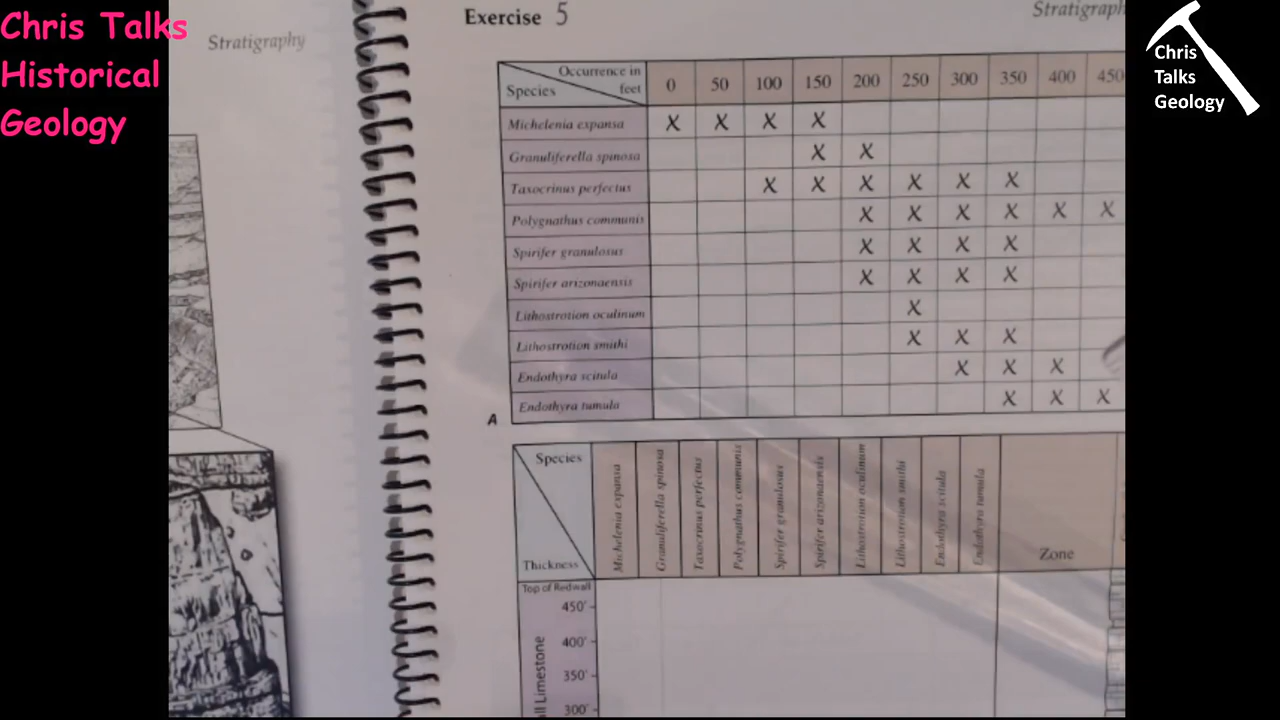 Chris Talks
Historical
Geology
Chris
Talks
Geology
Stratigraphy
Exercise 5
Occurrence in
feet
Species
0 50 100 150 200 250 300 350 400 450
Michelenia expansa X X X X
Granuliferella spinosa X X
Taxocrinus perfectus X X X X X X
Polygnathus communis X X X X X X
Spirifer granulosus X X X X
Spirifer arizonaensis X X X X
Lithostrotion oculinum X
Lithostrotion smithi X X X
Endothyra scitula X X X
Endothyra tumula X X X
A
Species
Thickness
Michelenia expansa
Granuliferella spinosa
Taxocrinus perfectus
Polygnathus communis
Spirifer granulosus
Spirifer arizonaensis
Lithostrotion oculinum
Lithostrotion smithi
Endothyra scitula
Endothyra tumula
Zone
Top of Redwall
450'
400'
350'
300'
Limestone